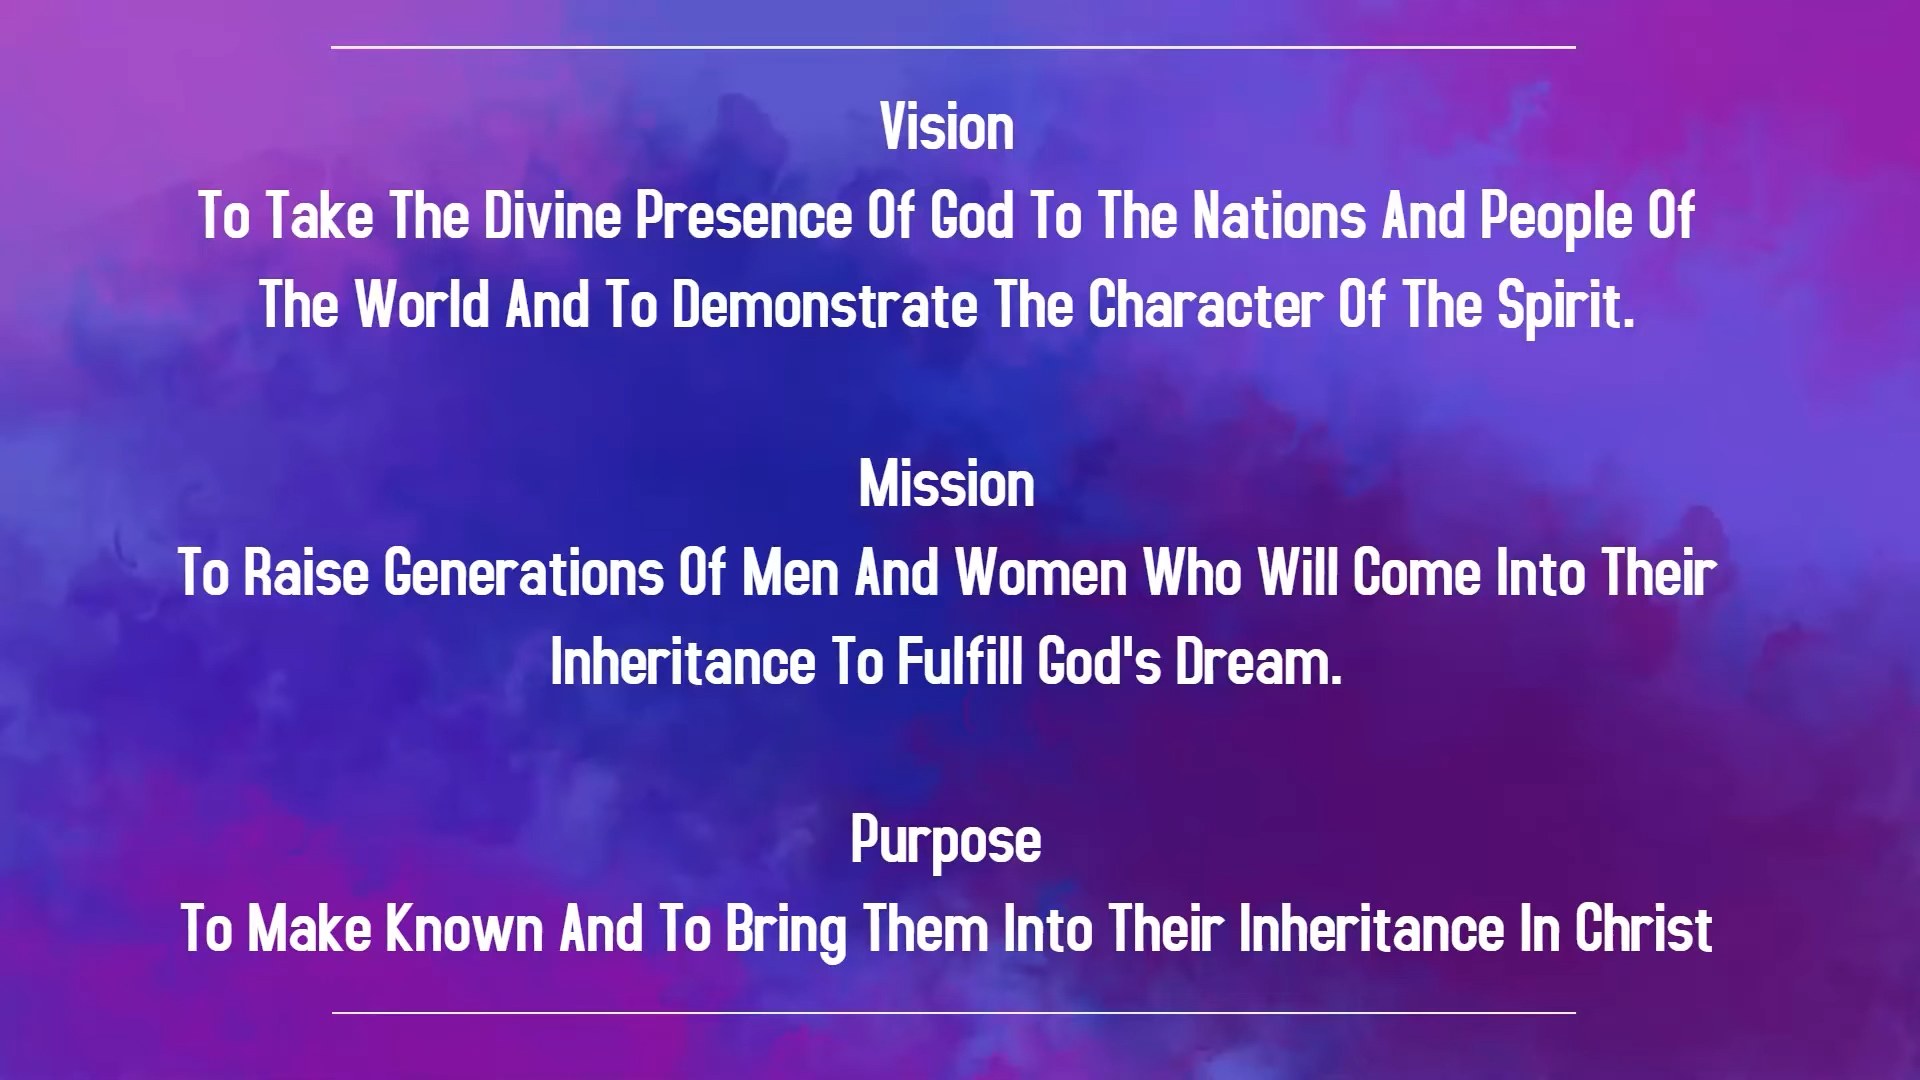 Vision
To Take The Divine Presence Of God To The Nations And People Of
The World And To Demonstrate The Character Of The Spirit.
Mission
To Raise Generations Of Men And Women Who Will Come Into Their
Inheritance To Fulfill God's Dream.
Purpose
To Make Known And To Bring Them Into Their Inheritance In Christ